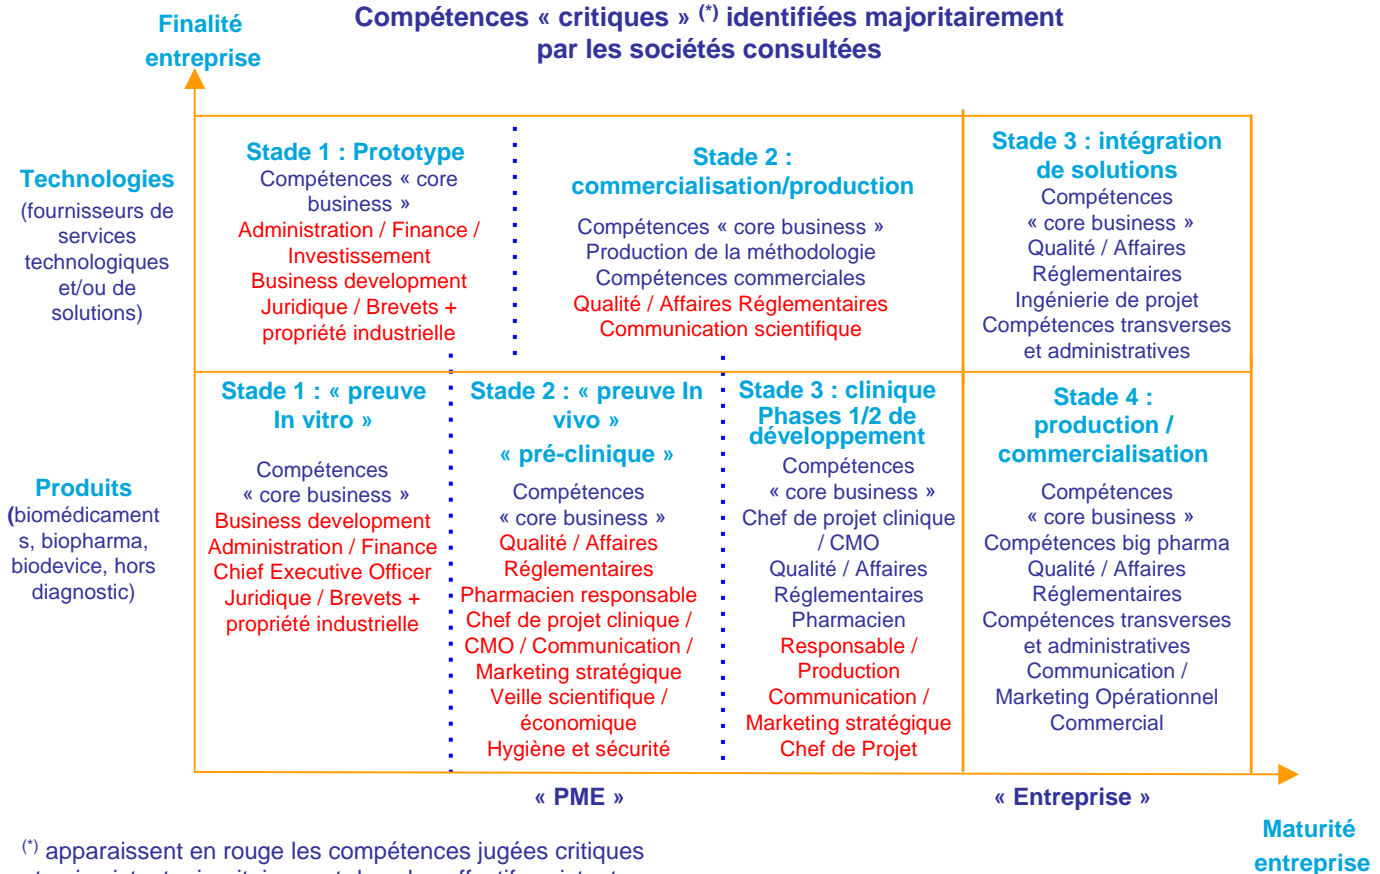 Compétences « critiques » (*) identifiées majoritairement
par les sociétés consultées
Finalité
entreprise
Technologies
(fournisseurs de
services
technologiques
et/ou de
solutions)
Stade 1 : Prototype
Compétences « core
business »
Administration / Finance /
Investissement
Business development
Juridique / Brevets +
propriété industrielle
Stade 2 :
commercialisation/production
Compétences « core business »
Production de la méthodologie
Compétences commerciales
Qualité / Affaires Réglementaires
Communication scientifique
Stade 3 : intégration
de solutions
Compétences
« core business »
Qualité / Affaires
Réglementaires
Ingénierie de projet
Compétences transverses
et administratives
Produits
(biomédicament
s, biopharma,
biodevice, hors
diagnostic)
Stade 1 : « preuve
In vitro »
Compétences
« core business »
Business development
Administration / Finance
Chief Executive Officer
Juridique / Brevets +
propriété industrielle
Stade 2 : « preuve In
vivo »
« pré-clinique »
Compétences
« core business »
Qualité / Affaires
Réglementaires
Pharmacien responsable
Chef de projet clinique /
CMO / Communication /
Marketing stratégique
Veille scientifique /
économique
Hygiène et sécurité
Stade 3 : clinique
Phases 1/2 de
développement
Compétences
« core business »
Chef de projet clinique
/ CMO
Qualité / Affaires
Réglementaires
Pharmacien
Responsable /
Production
Communication /
Marketing stratégique
Chef de Projet
Stade 4 :
production /
commercialisation
Compétences
« core business »
Compétences big pharma
Qualité / Affaires
Réglementaires
Compétences transverses
et administratives
Communication /
Marketing Opérationnel
Commercial
« PME »
« Entreprise »
Maturité
entreprise
(*) apparaissent en rouge les compétences jugées critiques